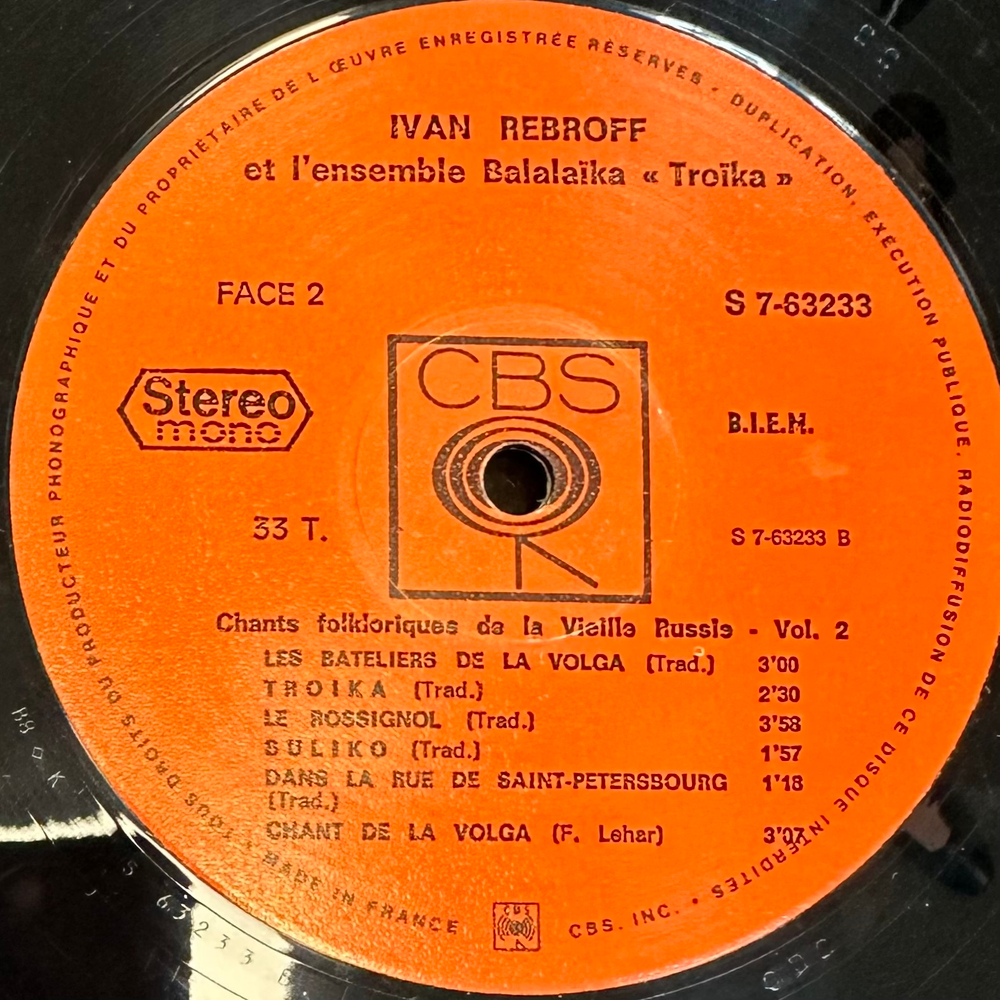 TOUS DROITS DU PRODUCTEUR PHONOGRAPHIQUE ET DU PROPRIÉTAIRE DE L'ŒUVRE ENREGISTRÉE RÉSERVÉS - DUPLICATION, EXÉCUTION PUBLIQUE, RADIODIFFUSION DE CE DISQUE INTERDITES •
IVAN REBROFF
et l'ensemble Balalaïka « Troïka »
FACE 2
S 7-63233
CBS
Stereo
mono
B.I.E.M.
33 T.
S 7-63233 B
Chants folkloriques de la Vieille Russie - Vol. 2
LES BATELIERS DE LA VOLGA (Trad.) 3'00
TROIKA (Trad.) 2'30
LE ROSSIGNOL (Trad.) 3'58
SULIKO (Trad.) 1'57
DANS LA RUE DE SAINT-PETERSBOURG 1'18
(Trad.)
CHANT DE LA VOLGA (F. Lehar) 3'07
MADE IN FRANCE
CBS
CBS. INC.
63233 B